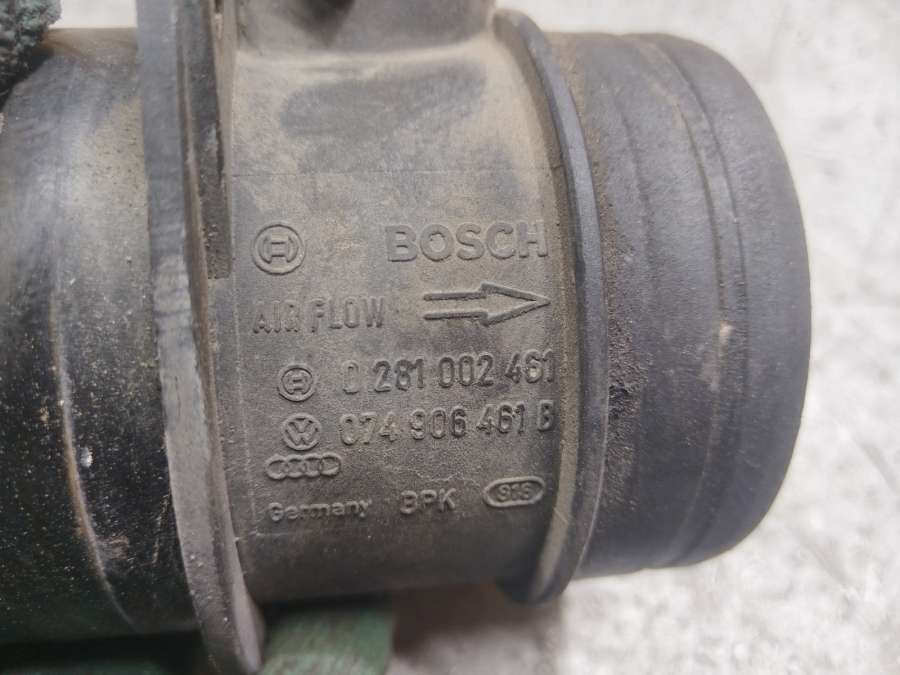 BOSCH
AIR FLOW
0 281 002 461
074 906 461 B
Germany BPK